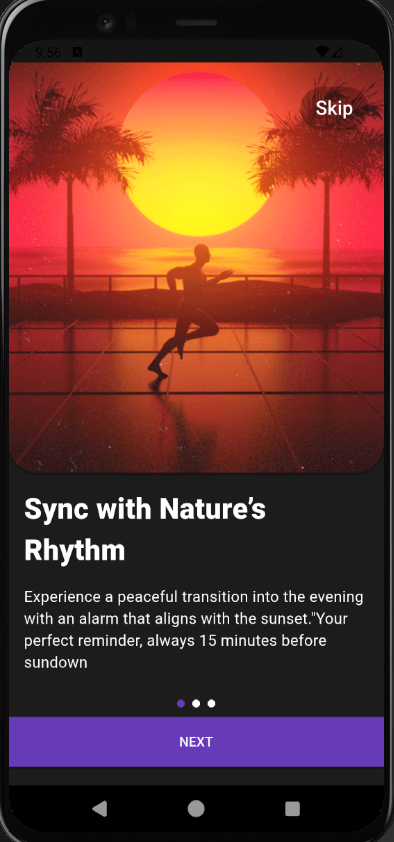 9:56
Skip
Sync with Nature's
Rhythm
Experience a peaceful transition into the evening
with an alarm that aligns with the sunset."Your
perfect reminder, always 15 minutes before
sundown
NEXT